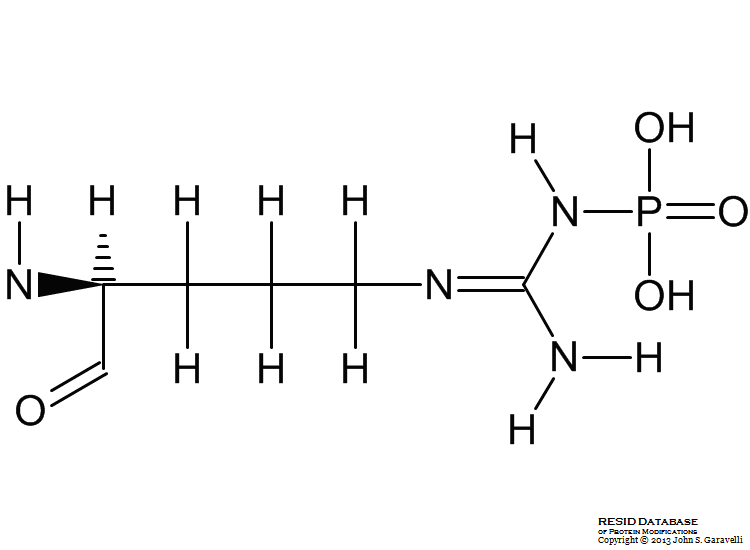 H
OH
H H H H H
N P O
N N
OH
N H
H H H
O
H
RESID DATABASE
OF PROTEIN MODIFICATIONS
Copyright © 2013 John S. Garavelli